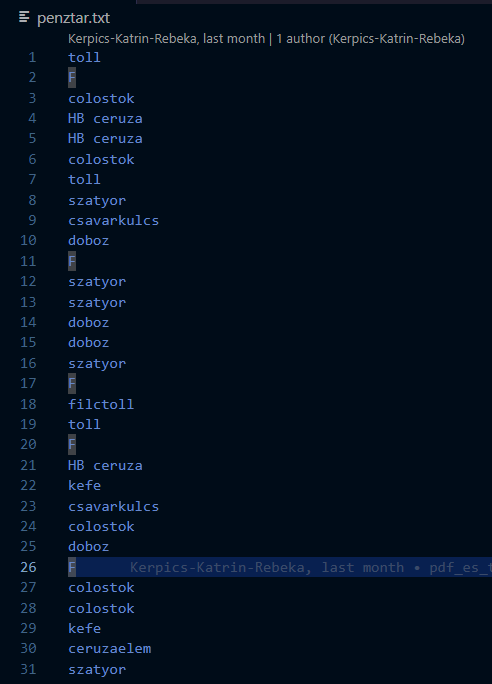 penztar.txt
Kerpics-Katrin-Rebeka, last month | 1 author (Kerpics-Katrin-Rebeka)
1 toll
2 F
3 colostok
4 HB ceruza
5 HB ceruza
6 colostok
7 toll
8 szatyor
9 csavarkulcs
10 doboz
11 F
12 szatyor
13 szatyor
14 doboz
15 doboz
16 szatyor
17 F
18 filctoll
19 toll
20 F
21 HB ceruza
22 kefe
23 csavarkulcs
24 colostok
25 doboz
26 F Kerpics-Katrin-Rebeka, last month • pdf_es_t
27 colostok
28 colostok
29 kefe
30 ceruzaelem
31 szatyor